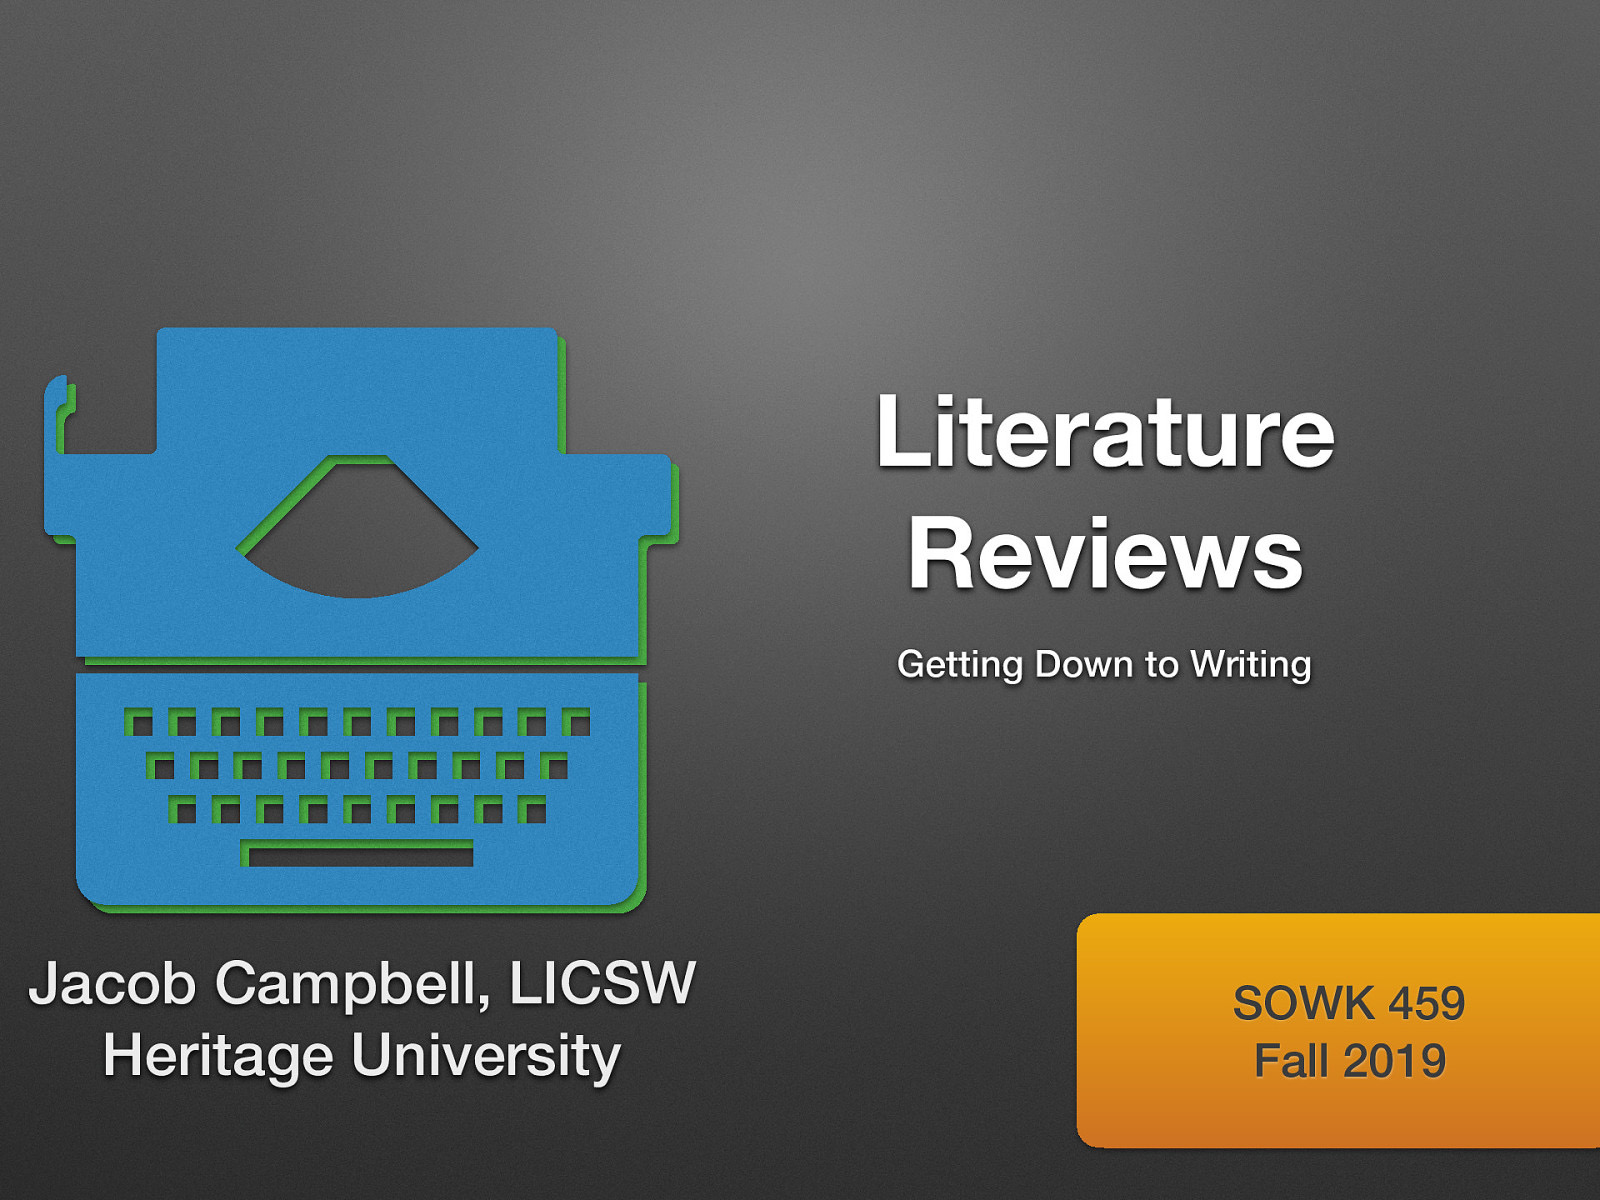 Literature
Reviews
Getting Down to Writing
Jacob Campbell, LICSW
Heritage University
SOWK 459
Fall 2019